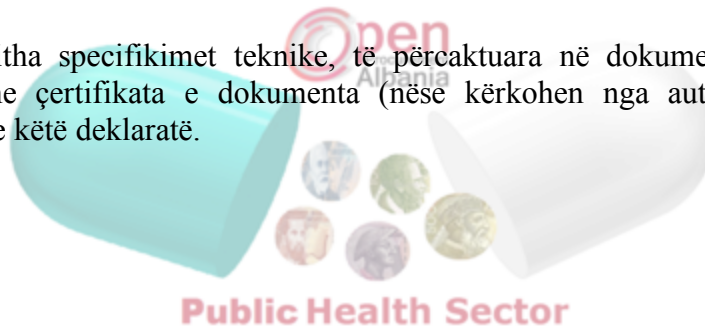 Open
Albania
tha specifikimet teknike, të përcaktuara në dokume
ne çertifikata e dokumenta (nëse kërkohen nga aut
e këtë deklaratë.
Public Health Sector